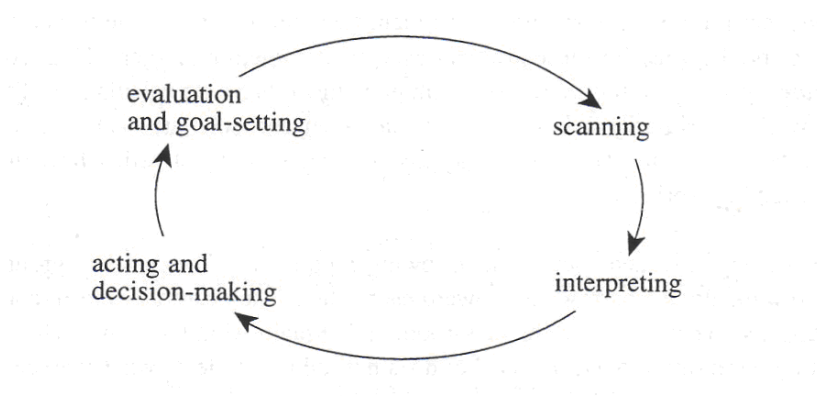 evaluation
and goal-setting
scanning
acting and
decision-making
interpreting